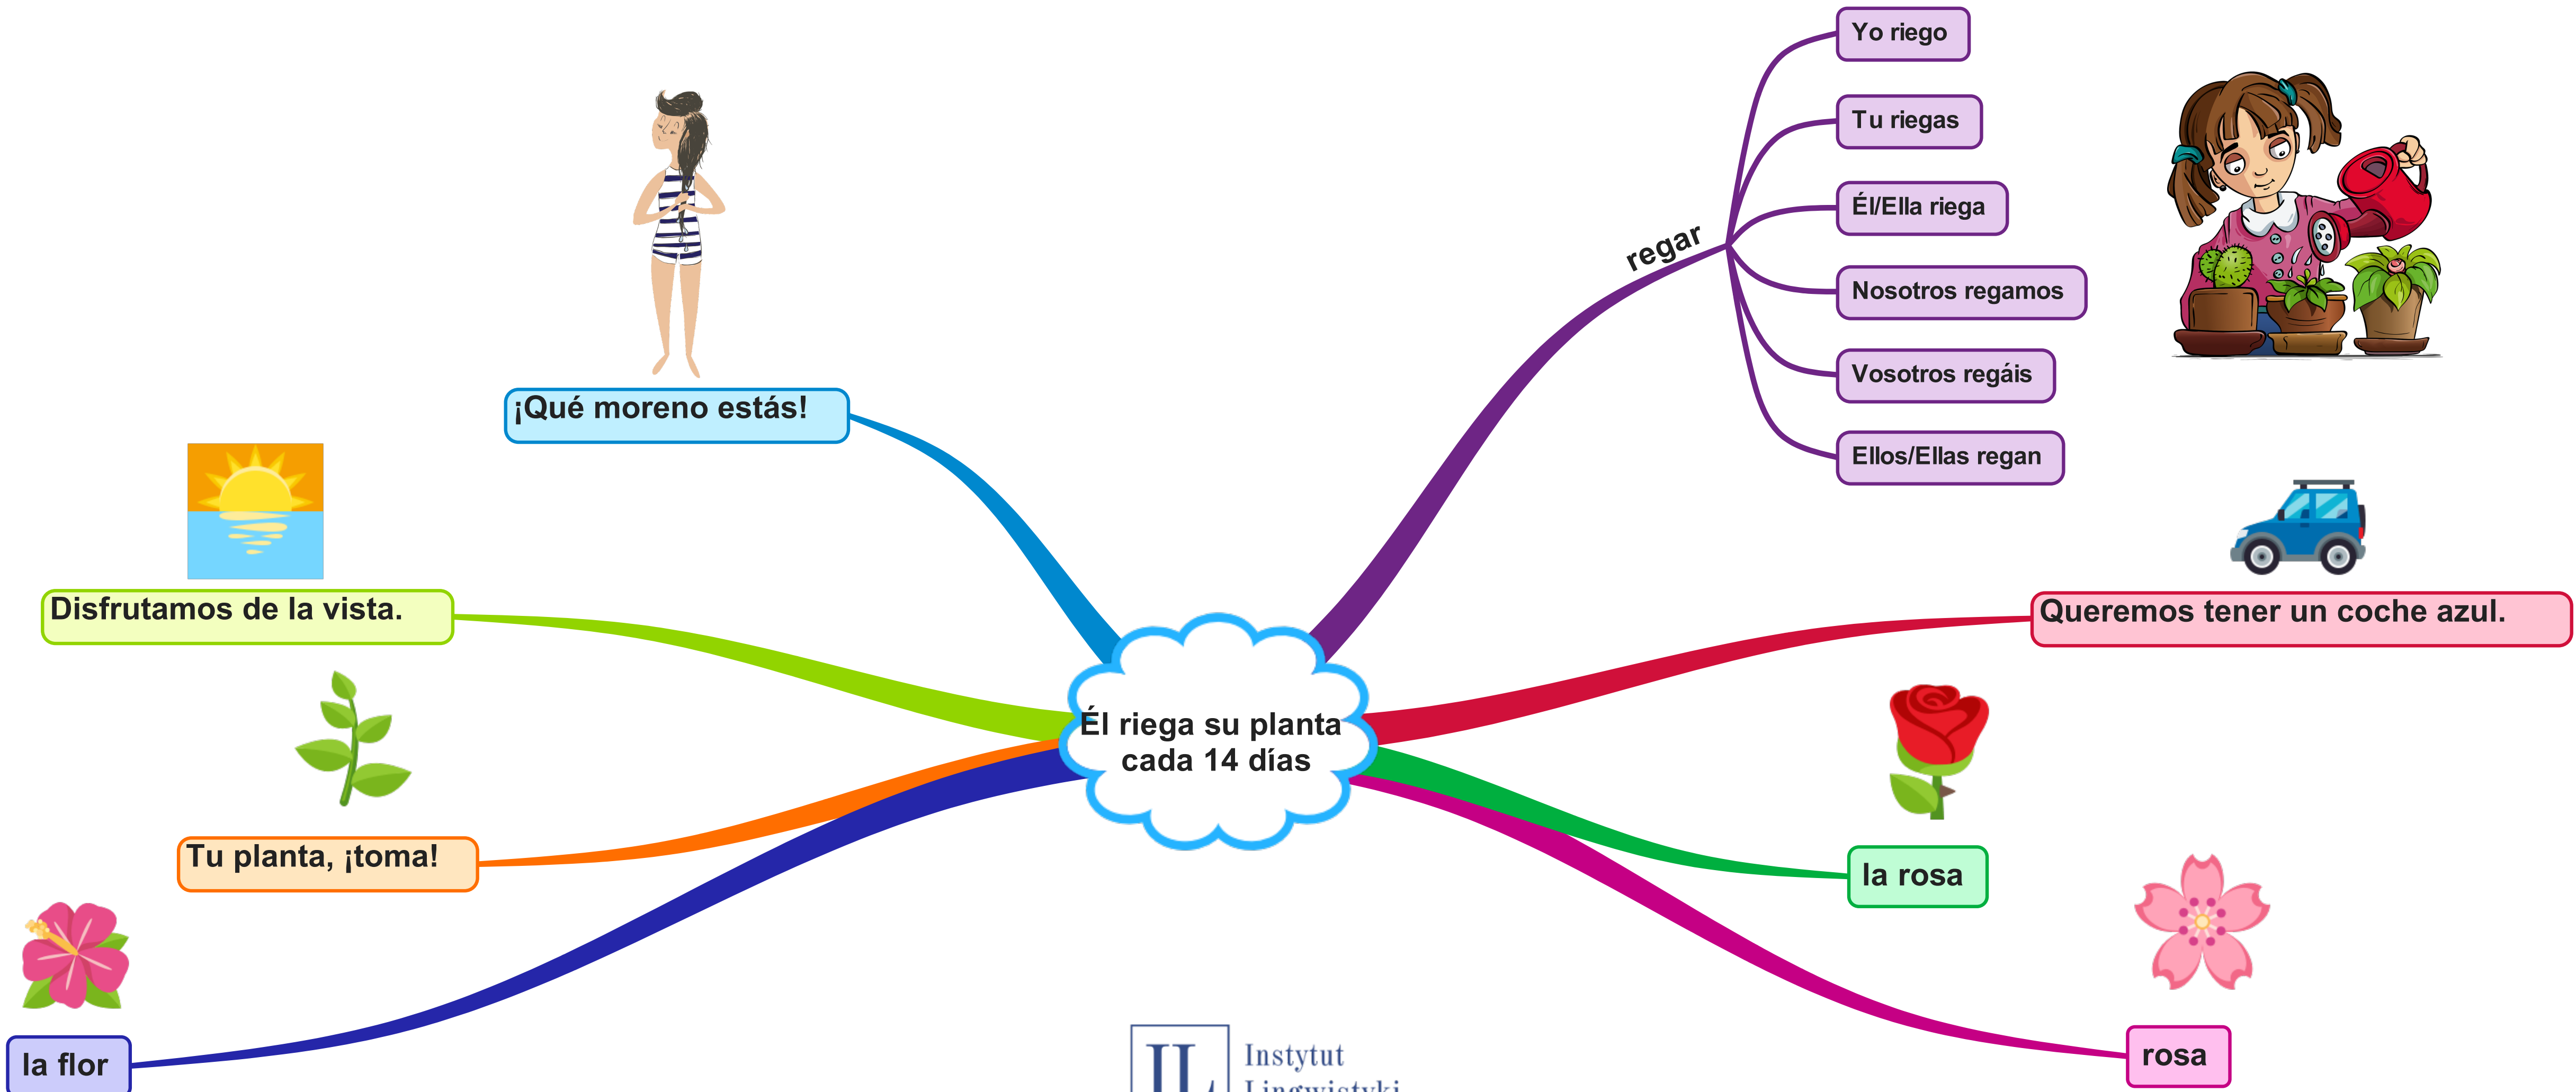 Yo riego
Tu riegas
Él/Ella riega
regar
Nosotros regamos
Vosotros regáis
Ellos/Ellas regan
¡Qué moreno estás!
Disfrutamos de la vista.
Queremos tener un coche azul.
Él riega su planta
cada 14 días
Tu planta, ¡toma!
la rosa
la flor
rosa
IL
Instytut
Lingwistyki